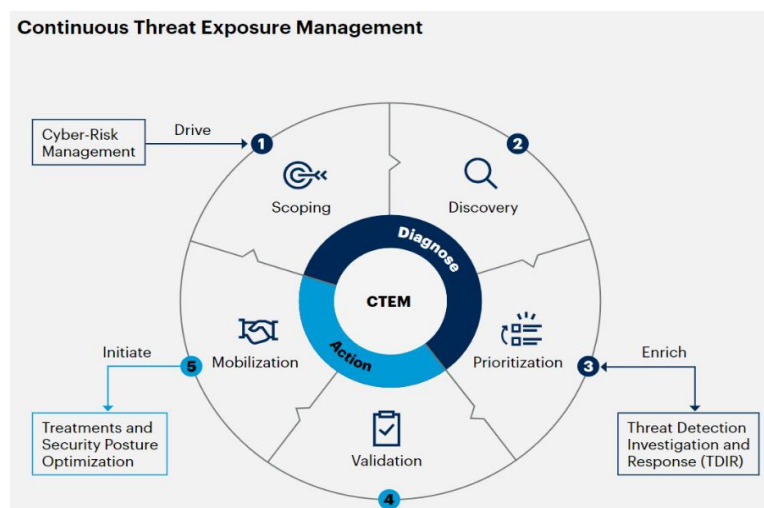 Continuous Threat Exposure Management
Cyber-Risk
Management
Drive
1
Scoping
2
Discovery
Diagnose
CTEM
Action
Initiate
5
Mobilization
Prioritization
3
Enrich
Treatments and
Security Posture
Optimization
Validation
4
Threat Detection
Investigation and
Response (TDIR)